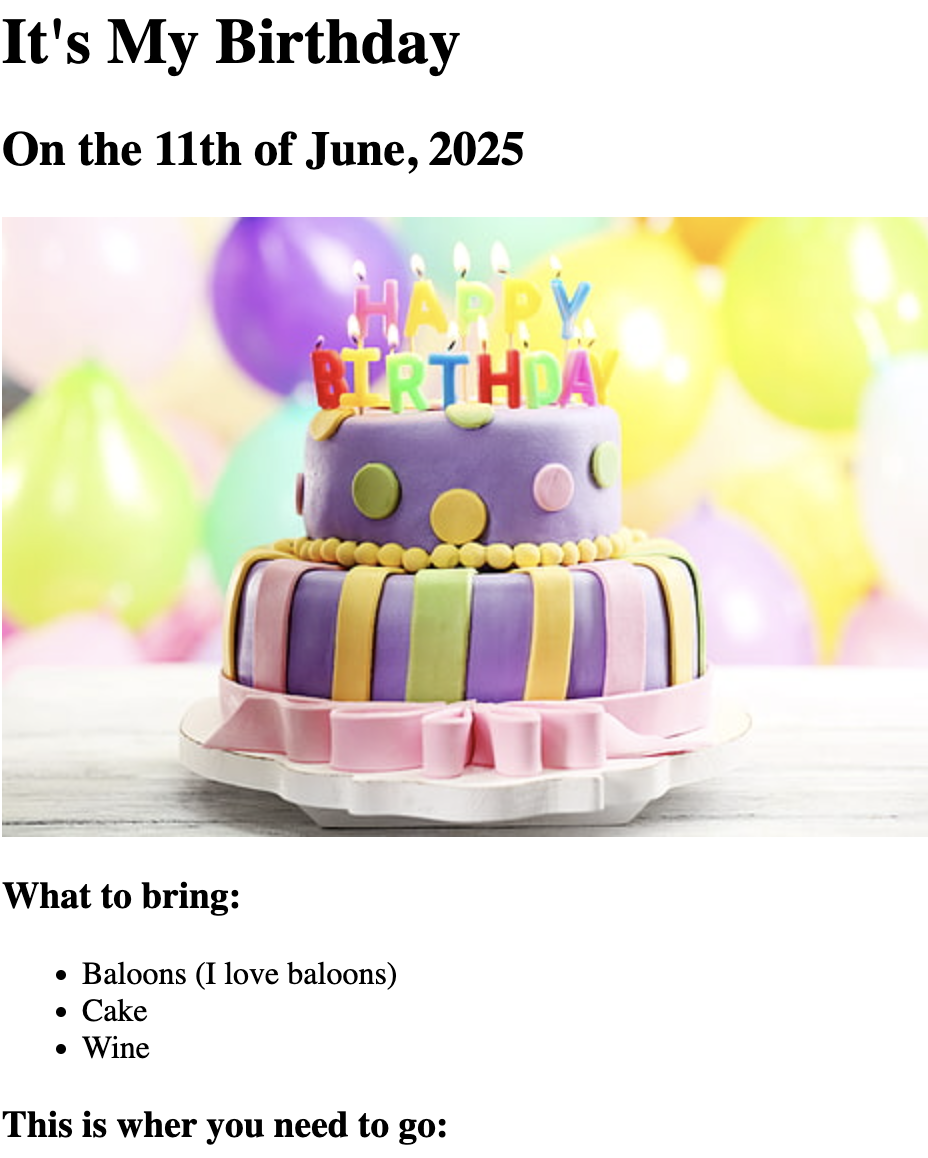 It's My Birthday
On the 11th of June, 2025
HAPPY
BIRTHDAY
What to bring:
Baloons (I love baloons)
Cake
Wine
This is wher you need to go: